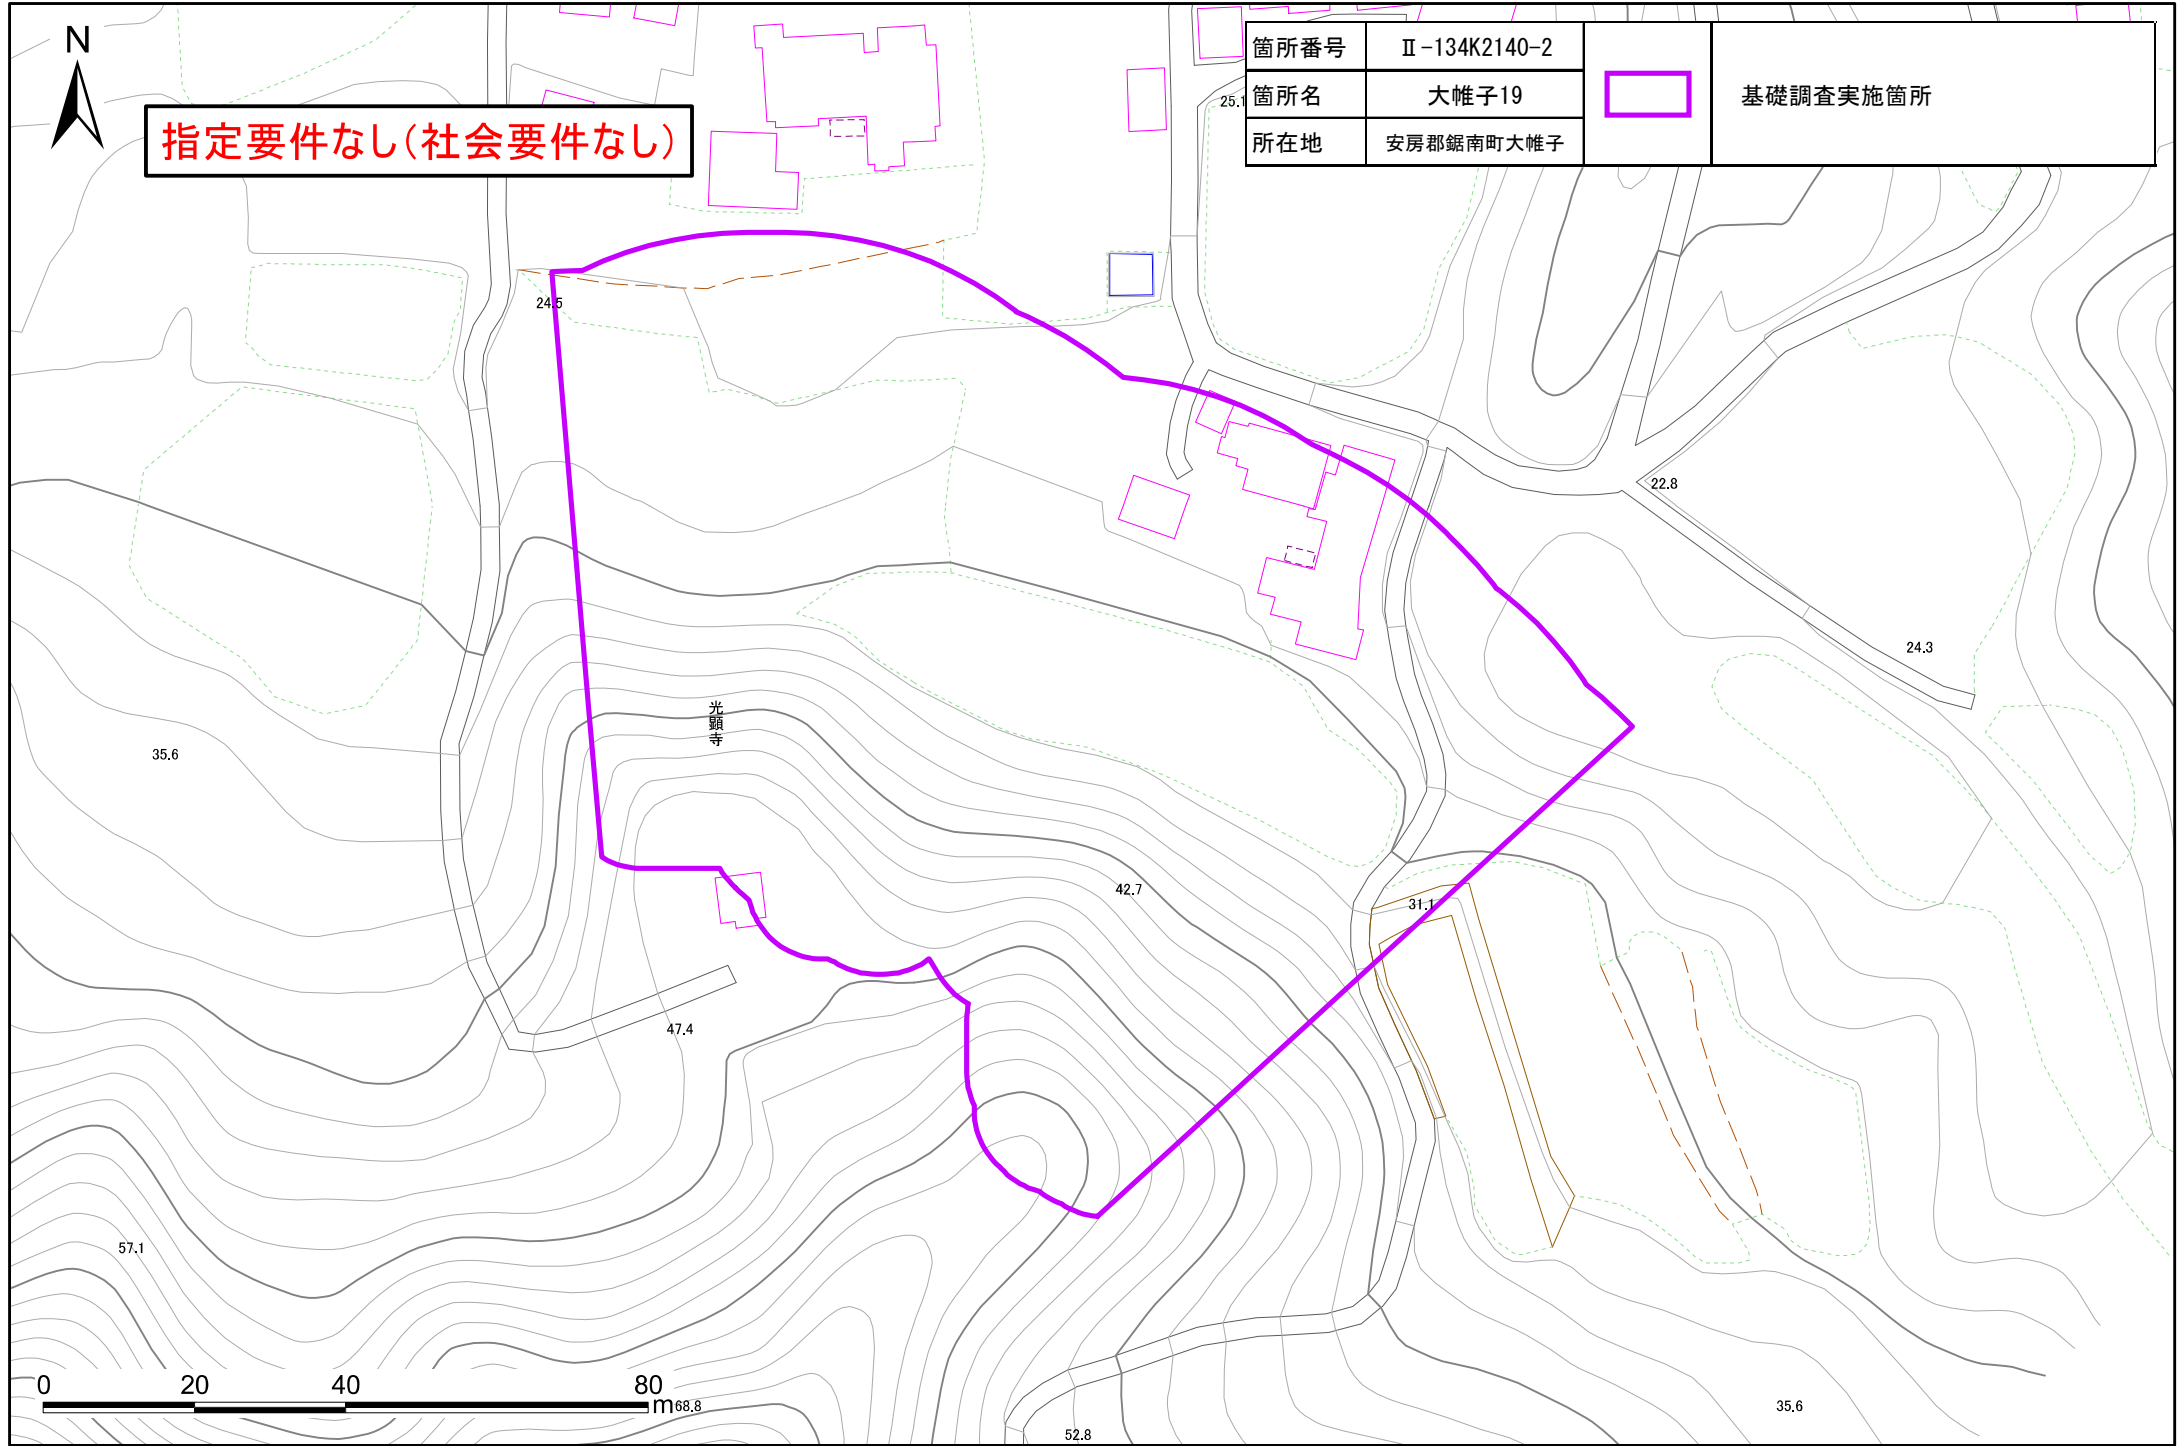 N
指定要件なし(社会要件なし)
箇所番号 Ⅱ-134K2140-2
箇所名 大帷子19
所在地 安房郡鋸南町大帷子
基礎調査実施箇所
25.1
24.5
22.8
24.3
光顕寺
35.6
42.7
31.1
47.4
57.1
0 20 40 80
m
68.8
35.6
52.8